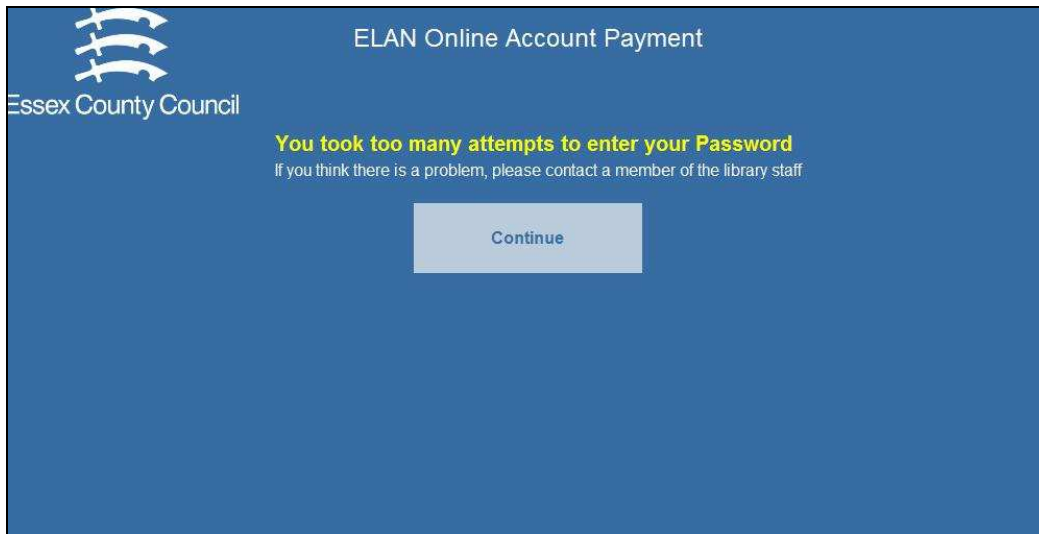 ELAN Online Account Payment
Essex County Council
You took too many attempts to enter your Password
If you think there is a problem, please contact a member of the library staff
Continue